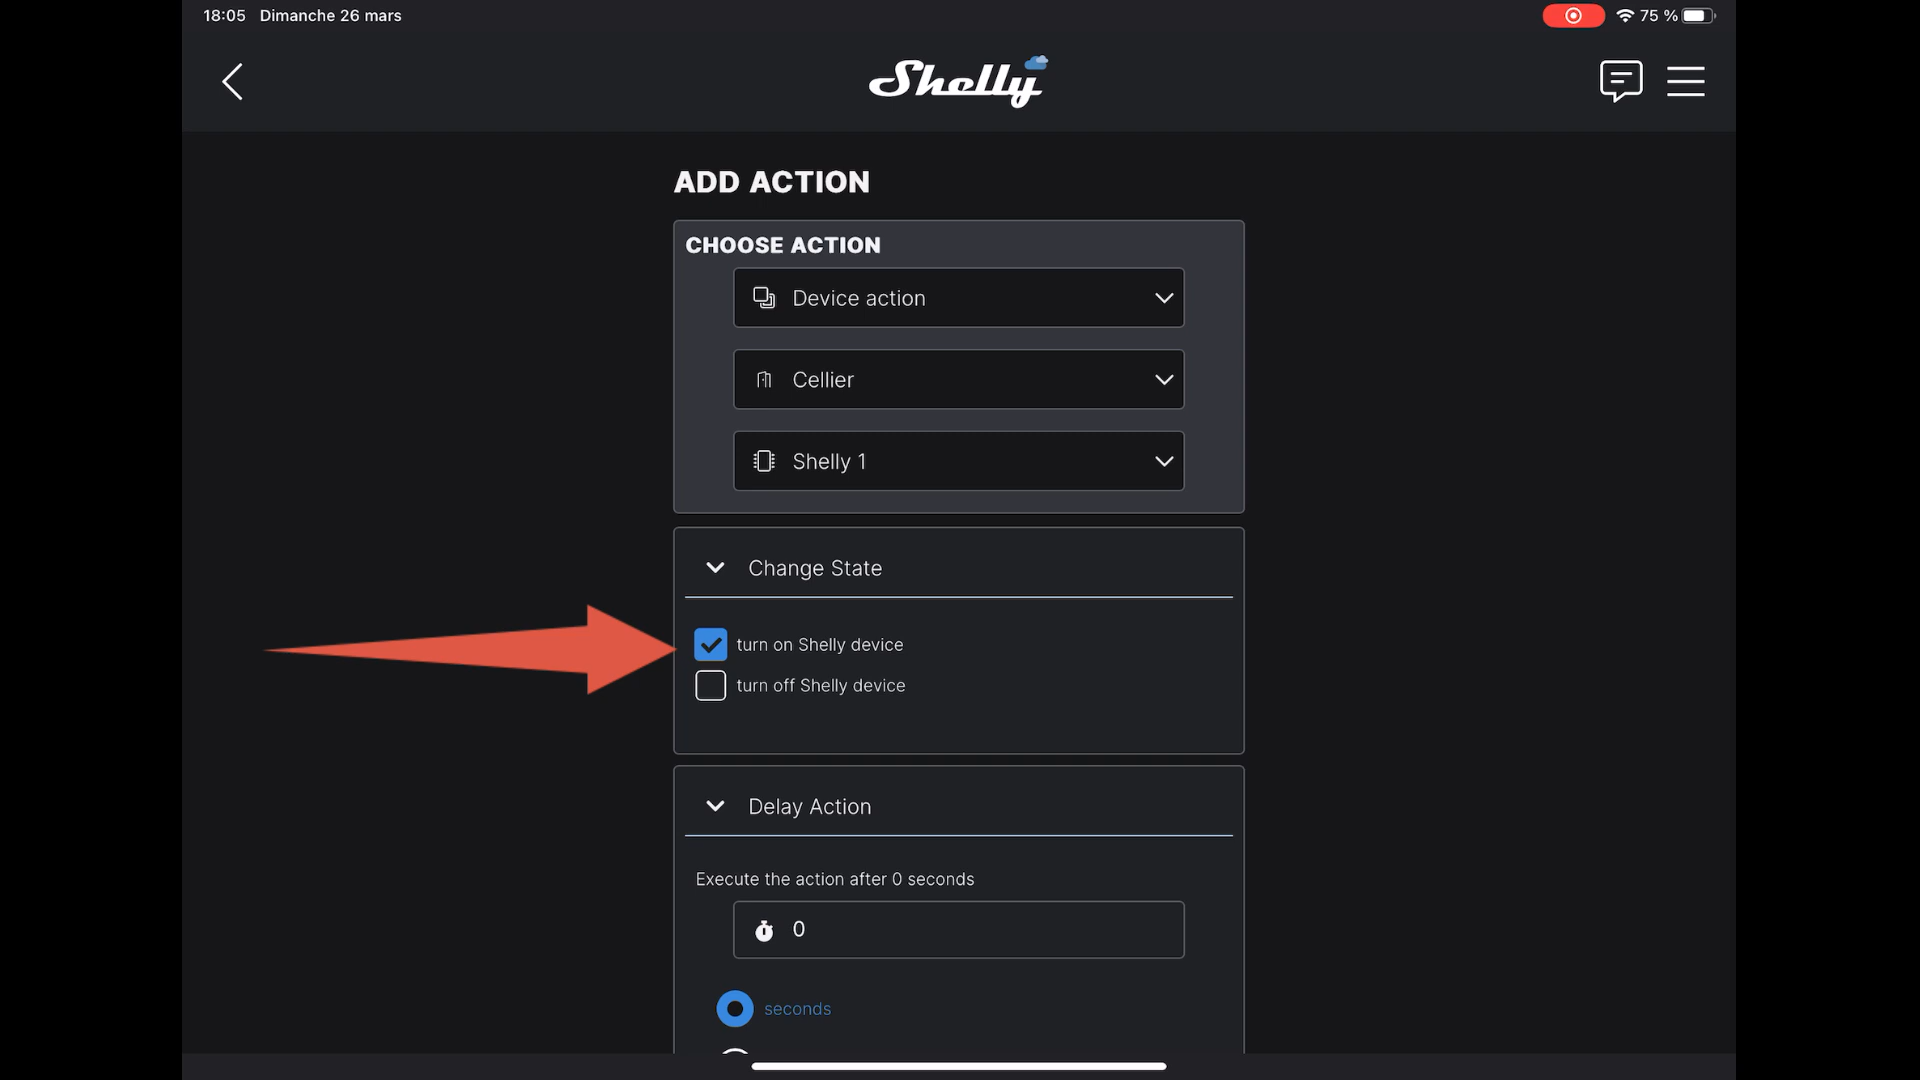 18:05 Dimanche 26 mars
75 %
Shelly
ADD ACTION
CHOOSE ACTION
Device action
Cellier
Shelly 1
Change State
turn on Shelly device
turn off Shelly device
Delay Action
Execute the action after 0 seconds
0
seconds